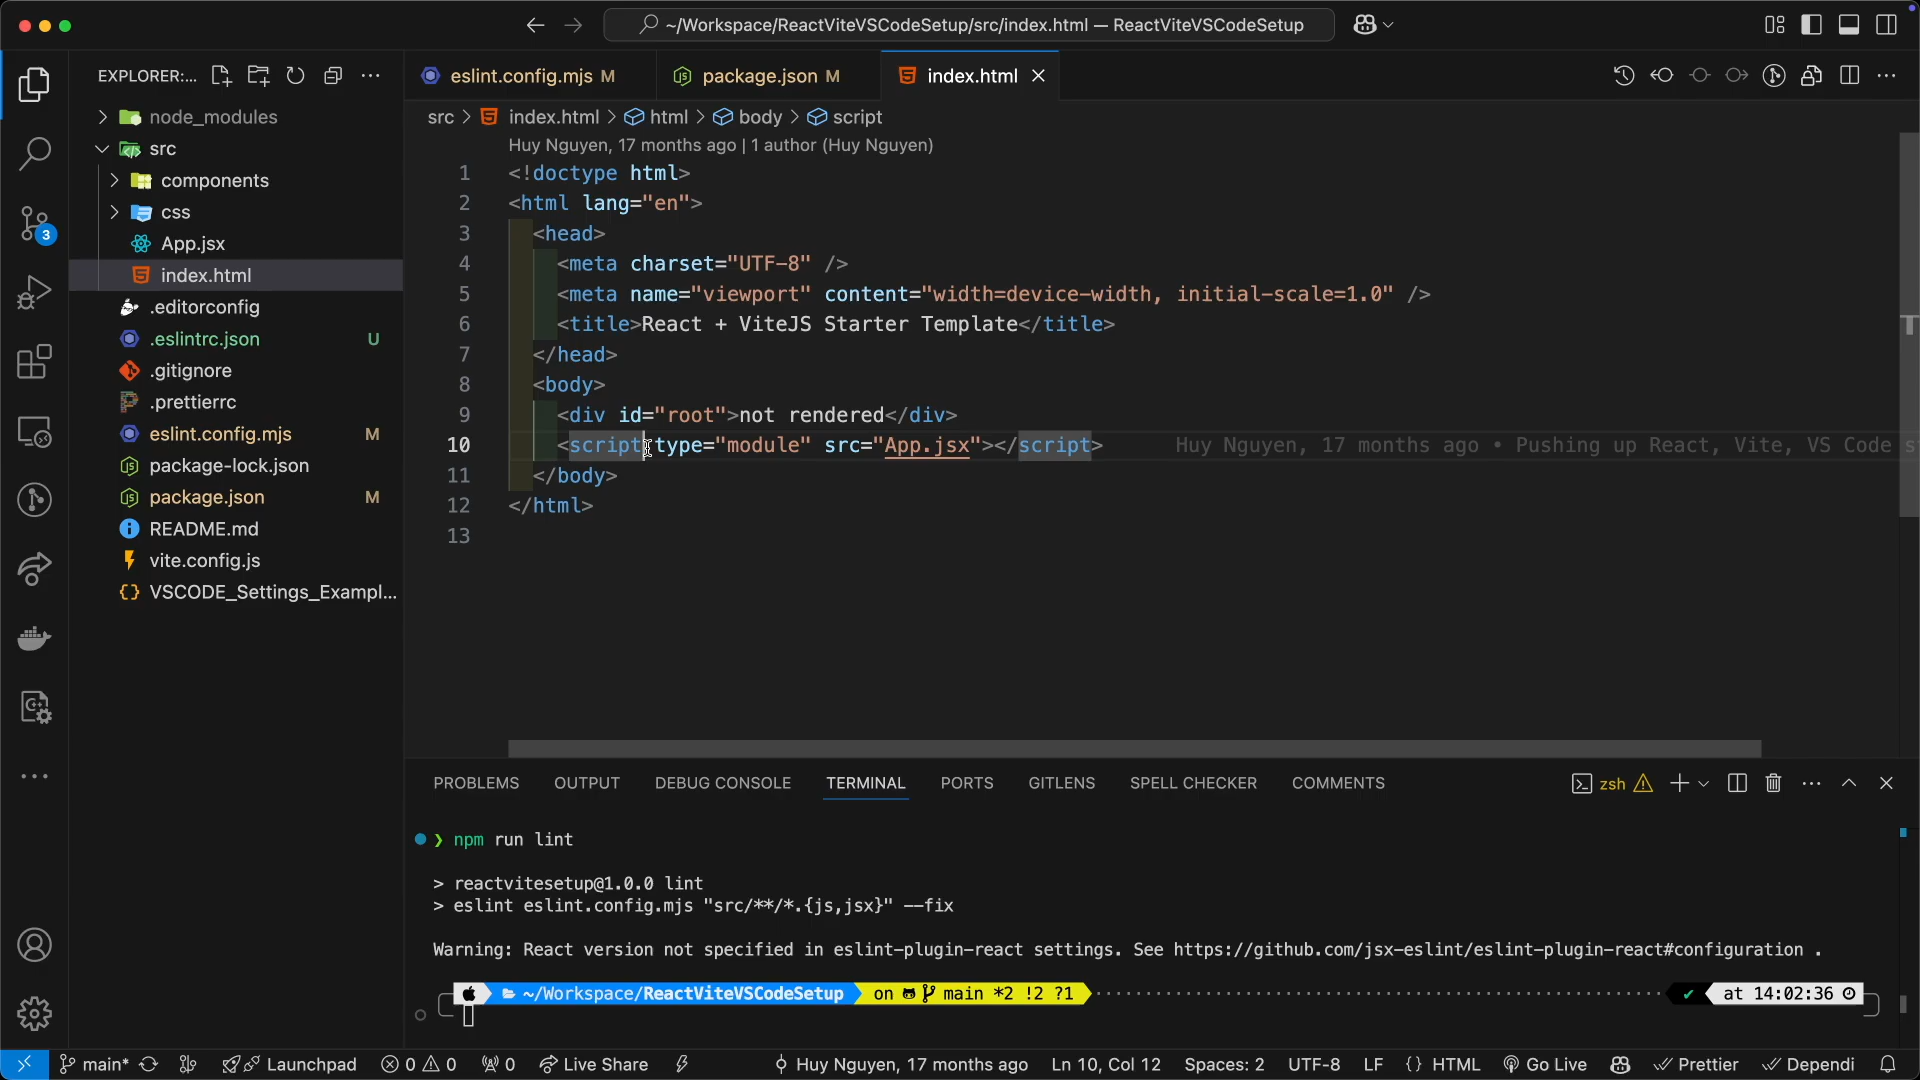 ~/Workspace/ReactViteVSCodeSetup/src/index.html — ReactViteVSCodeSetup
EXPLORER:...
node_modules
src
components
css
App.jsx
index.html
.editorconfig
.eslintrc.json U
.gitignore
.prettierrc
eslint.config.mjs M
package-lock.json
package.json M
README.md
vite.config.js
VSCODE_Settings_Exampl...
3
eslint.config.mjs M package.json M index.html
src > index.html > html > body > script
Huy Nguyen, 17 months ago | 1 author (Huy Nguyen)
1 <!doctype html>
2 <html lang="en">
3 <head>
4 <meta charset="UTF-8" />
5 <meta name="viewport" content="width=device-width, initial-scale=1.0" />
6 <title>React + ViteJS Starter Template</title>
7 </head>
8 <body>
9 <div id="root">not rendered</div>
10 <script type="module" src="App.jsx"></script> Huy Nguyen, 17 months ago • Pushing up React, Vite, VS Code s
11 </body>
12 </html>
13
PROBLEMS OUTPUT DEBUG CONSOLE TERMINAL PORTS GITLENS SPELL CHECKER COMMENTS zsh
❯ npm run lint
> reactvitesetup@1.0.0 lint
> eslint eslint.config.mjs "src/**/*.{js,jsx}" --fix
Warning: React version not specified in eslint-plugin-react settings. See https://github.com/jsx-eslint/eslint-plugin-react#configuration .
~/Workspace/ReactViteVSCodeSetup on main *2 !2 ?1 ✔ at 14:02:36
main* Launchpad 0 0 0 Live Share Huy Nguyen, 17 months ago Ln 10, Col 12 Spaces: 2 UTF-8 LF {} HTML Go Live Prettier Dependi